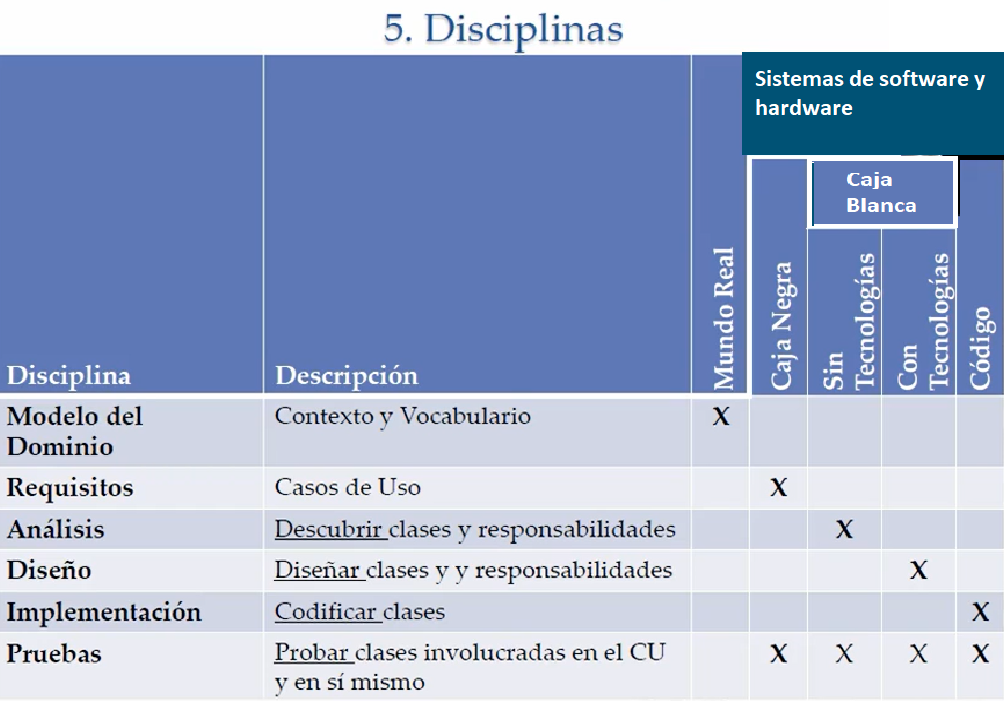 5. Disciplinas
Sistemas de software y
hardware
Caja
Blanca
Disciplina
Descripción
Mundo Real
Caja Negra
Sin
Tecnologías
Con
Tecnologías
Código
Modelo del
Dominio
Contexto y Vocabulario
X
Requisitos
Casos de Uso
X
Análisis
Descubrir clases y responsabilidades
X
Diseño
Diseñar clases y y responsabilidades
X
Implementación
Codificar clases
X
Pruebas
Probar clases involucradas en el CU
y en sí mismo
X X X X